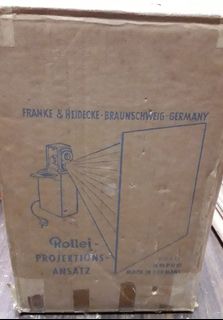 FRANKE & HEIDECKE-BRAUNSCHWEIG-GERMANY
Rollei-
PROJEKTIONS-
ANSATZ
MADE IN GERMANY